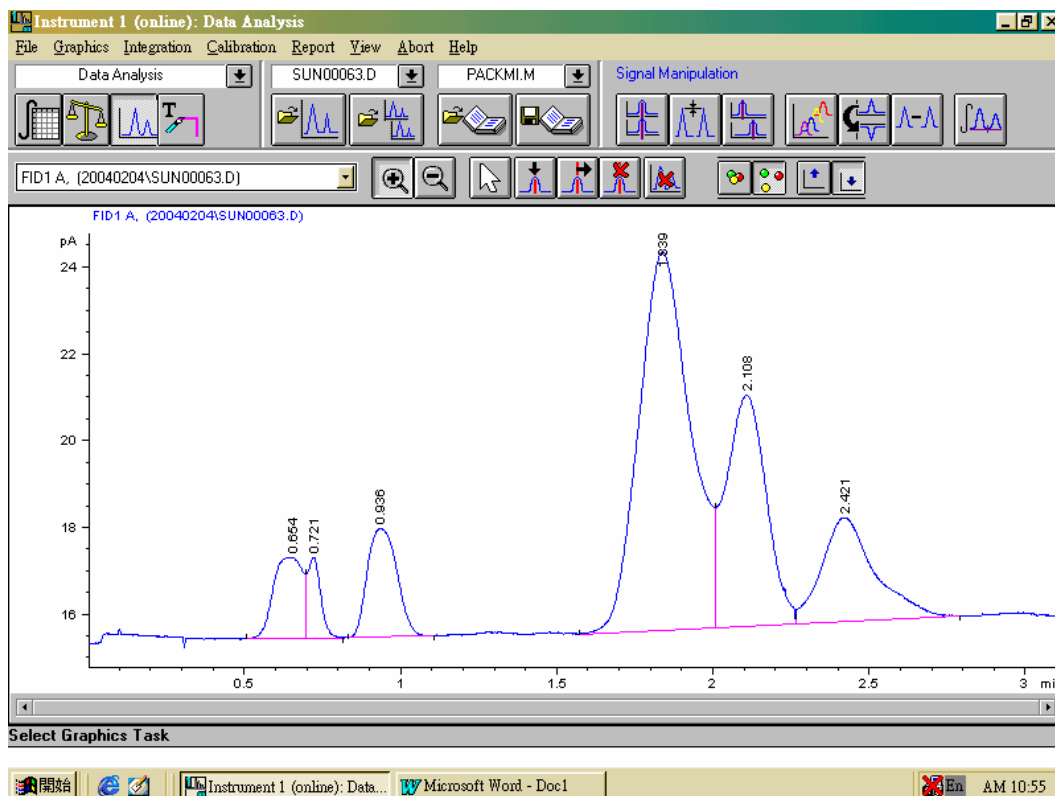 Instrument 1 (online): Data Analysis
File Graphics Integration Calibration Report View Abort Help
Data Analysis SUN00063.D PACKMI.M Signal Manipulation
T
FID1 A, (20040204\SUN00063.D)
FID1 A, (20040204\SUN00063.D)
pA
24
22
20
18
16
0.654
0.721
0.936
1.839
2.108
2.421
0.5 1 1.5 2 2.5 3 mi
Select Graphics Task
開始 Instrument 1 (online): Data... Microsoft Word - Doc1 En AM 10:55